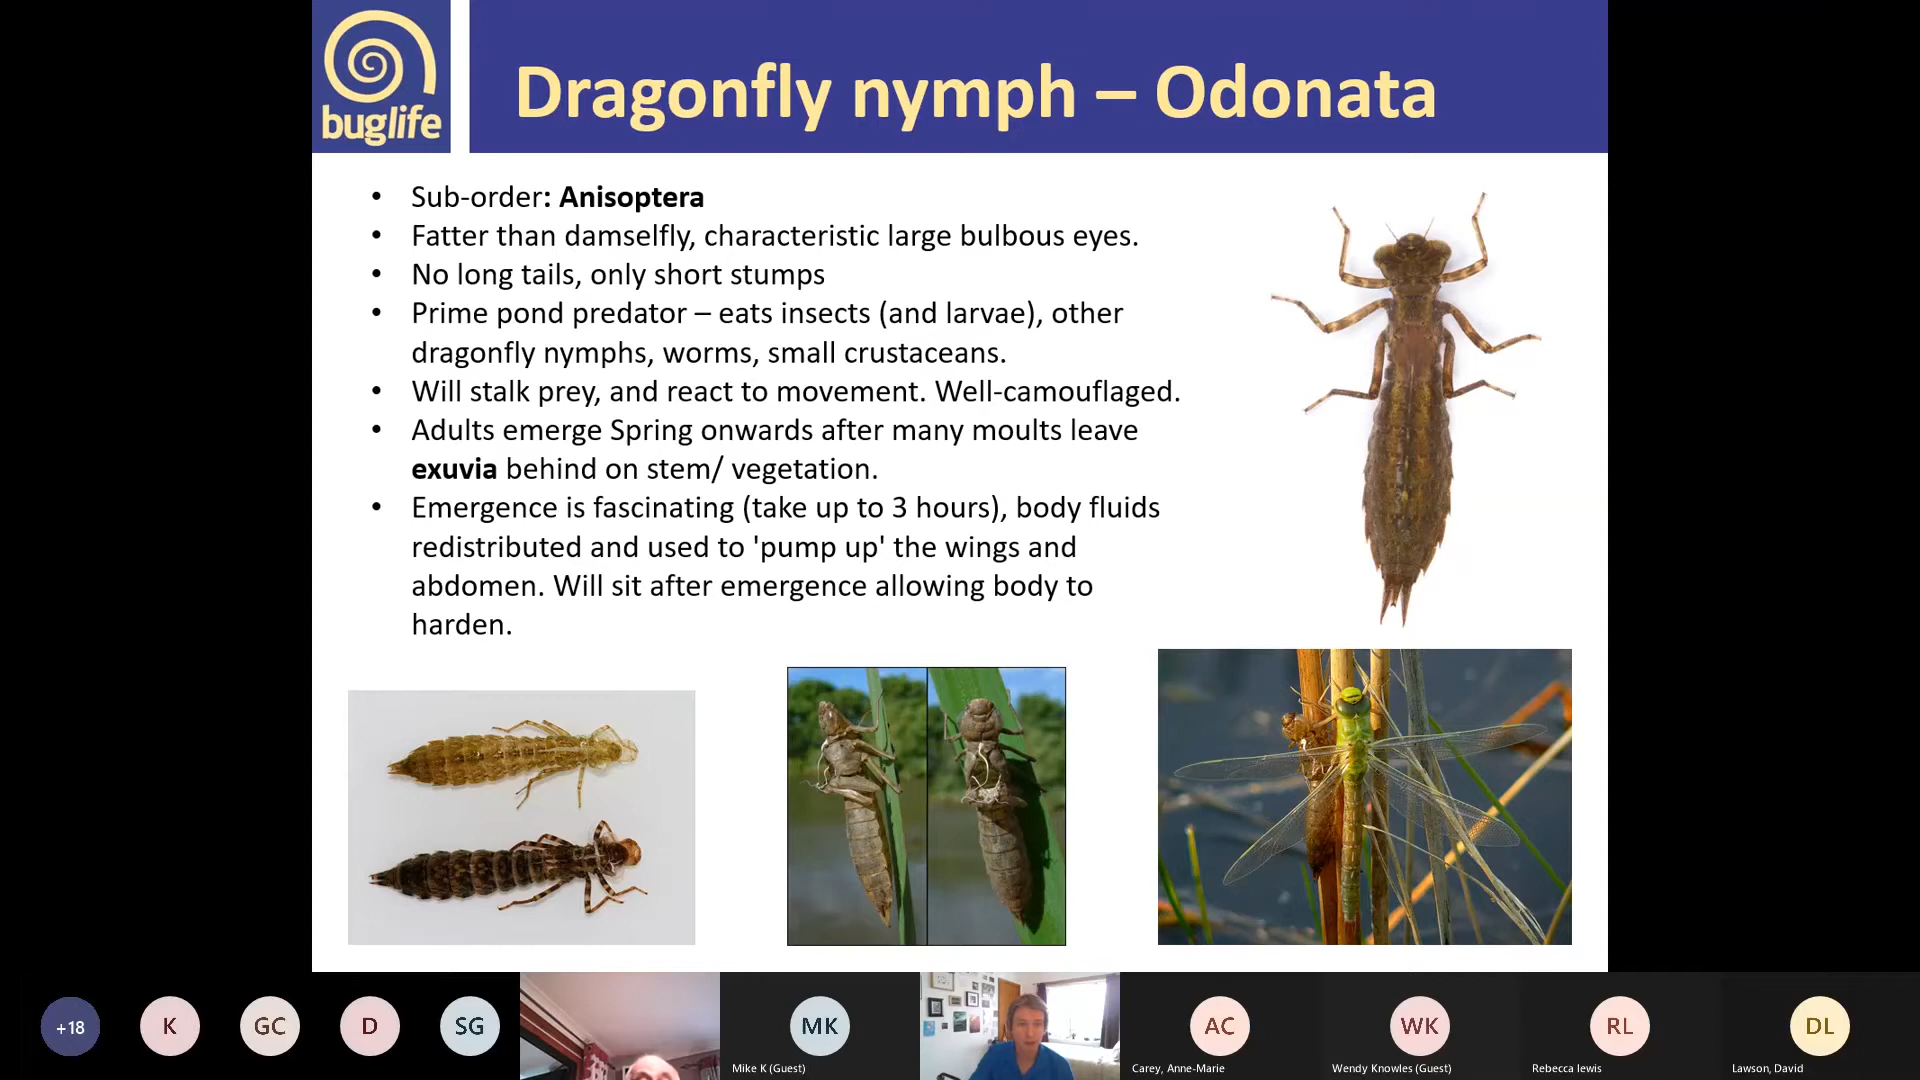 buglife
Dragonfly nymph – Odonata
• Sub-order: Anisoptera
• Fatter than damselfly, characteristic large bulbous eyes.
• No long tails, only short stumps
• Prime pond predator – eats insects (and larvae), other
dragonfly nymphs, worms, small crustaceans.
• Will stalk prey, and react to movement. Well-camouflaged.
• Adults emerge Spring onwards after many moults leave
exuvia behind on stem/ vegetation.
• Emergence is fascinating (take up to 3 hours), body fluids
redistributed and used to 'pump up' the wings and
abdomen. Will sit after emergence allowing body to
harden.
+18
K
GC
D
SG
MK
Mike K (Guest)
AC
Carey, Anne-Marie
WK
Wendy Knowles (Guest)
RL
Rebecca lewis
DL
Lawson, David